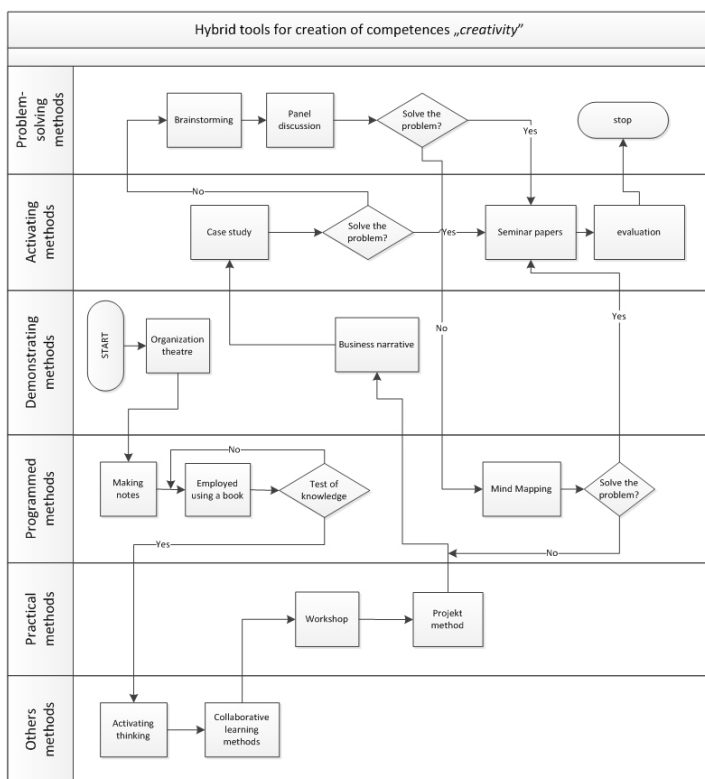 Hybrid tools for creation of competences „creativity”
Problem-
solving
methods
Brainstorming
Panel
discussion
Solve the
problem?
Yes
stop
Activating
methods
No
Case study
Solve the
problem?
Yes
Seminar papers
evaluation
Demonstrating
methods
START
Organization
theatre
Business narrative
No
Yes
Programmed
methods
Making
notes
No
Employed
using a book
Test of
knowledge
Yes
Mind Mapping
Solve the
problem?
No
Practical
methods
Workshop
Projekt
method
Others
methods
Activating
thinking
Collaborative
learning
methods